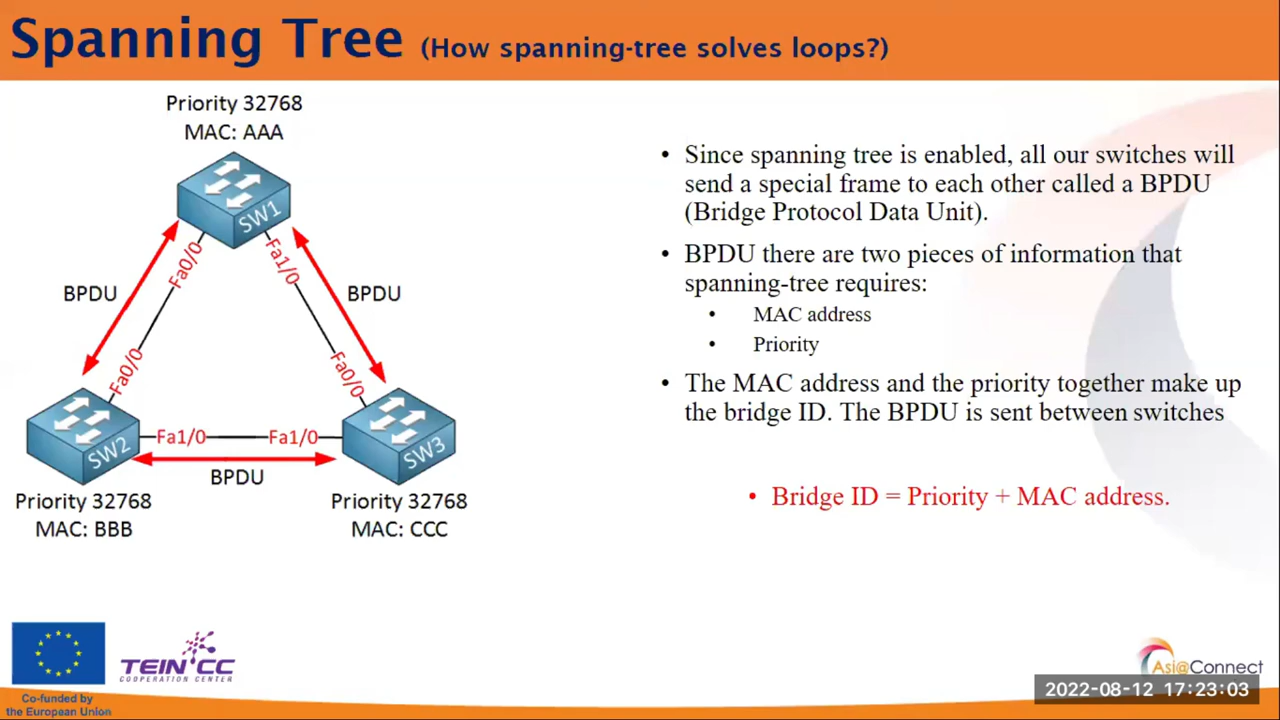 Spanning Tree (How spanning-tree solves loops?)
Priority 32768
MAC: AAA
SW1
Fa0/0
Fa1/0
BPDU
BPDU
Fa0/0
Fa0/0
SW2
Fa1/0
Fa1/0
SW3
BPDU
Priority 32768
MAC: BBB
Priority 32768
MAC: CCC
• Since spanning tree is enabled, all our switches will
send a special frame to each other called a BPDU
(Bridge Protocol Data Unit).
• BPDU there are two pieces of information that
spanning-tree requires:
• MAC address
• Priority
• The MAC address and the priority together make up
the bridge ID. The BPDU is sent between switches
• Bridge ID = Priority + MAC address.
Co-funded by
the European Union
TEIN*CC
COOPERATION CENTER
Asi@Connect
2022-08-12 17:23:03